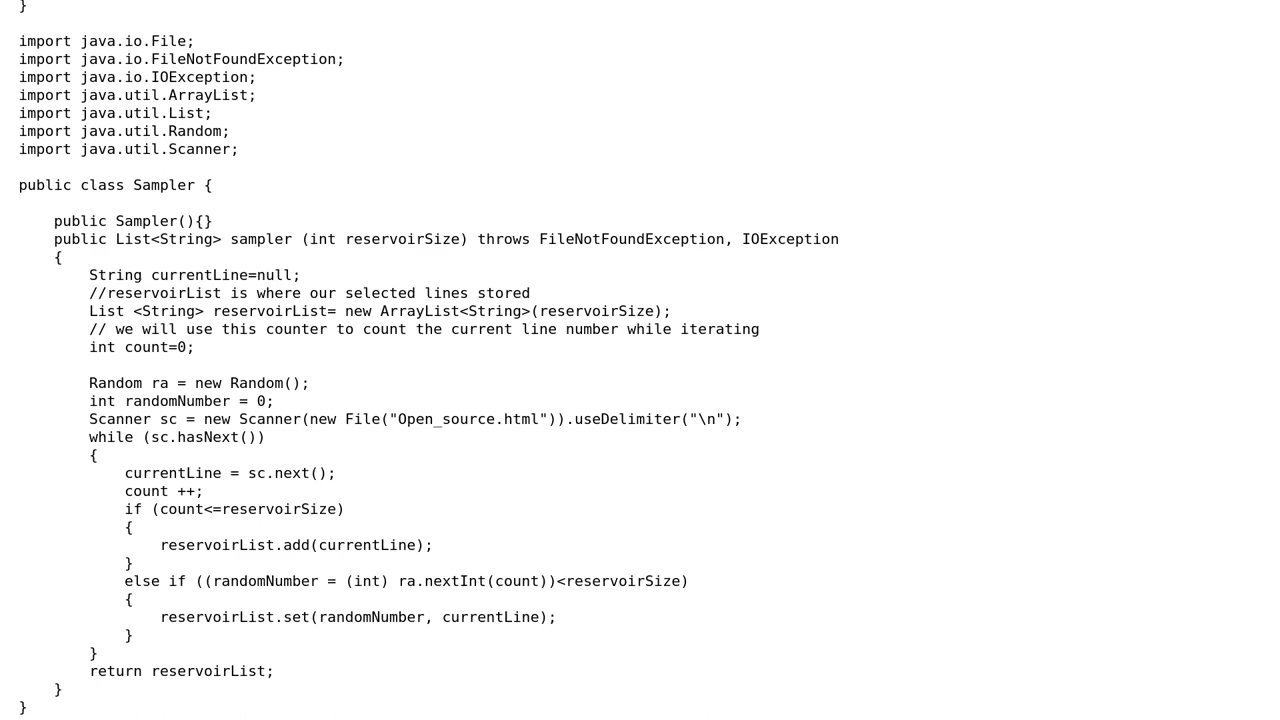 }

import java.io.File;
import java.io.FileNotFoundException;
import java.io.IOException;
import java.util.ArrayList;
import java.util.List;
import java.util.Random;
import java.util.Scanner;

public class Sampler {

    public Sampler(){}
    public List<String> sampler (int reservoirSize) throws FileNotFoundException, IOException
    {
        String currentLine=null;
        //reservoirList is where our selected lines stored
        List <String> reservoirList= new ArrayList<String>(reservoirSize);
        // we will use this counter to count the current line number while iterating
        int count=0;

        Random ra = new Random();
        int randomNumber = 0;
        Scanner sc = new Scanner(new File("Open_source.html")).useDelimiter("\n");
        while (sc.hasNext())
        {
            currentLine = sc.next();
            count ++;
            if (count<=reservoirSize)
            {
                reservoirList.add(currentLine);
            }
            else if ((randomNumber = (int) ra.nextInt(count))<reservoirSize)
            {
                reservoirList.set(randomNumber, currentLine);
            }
        }
        return reservoirList;
    }
}